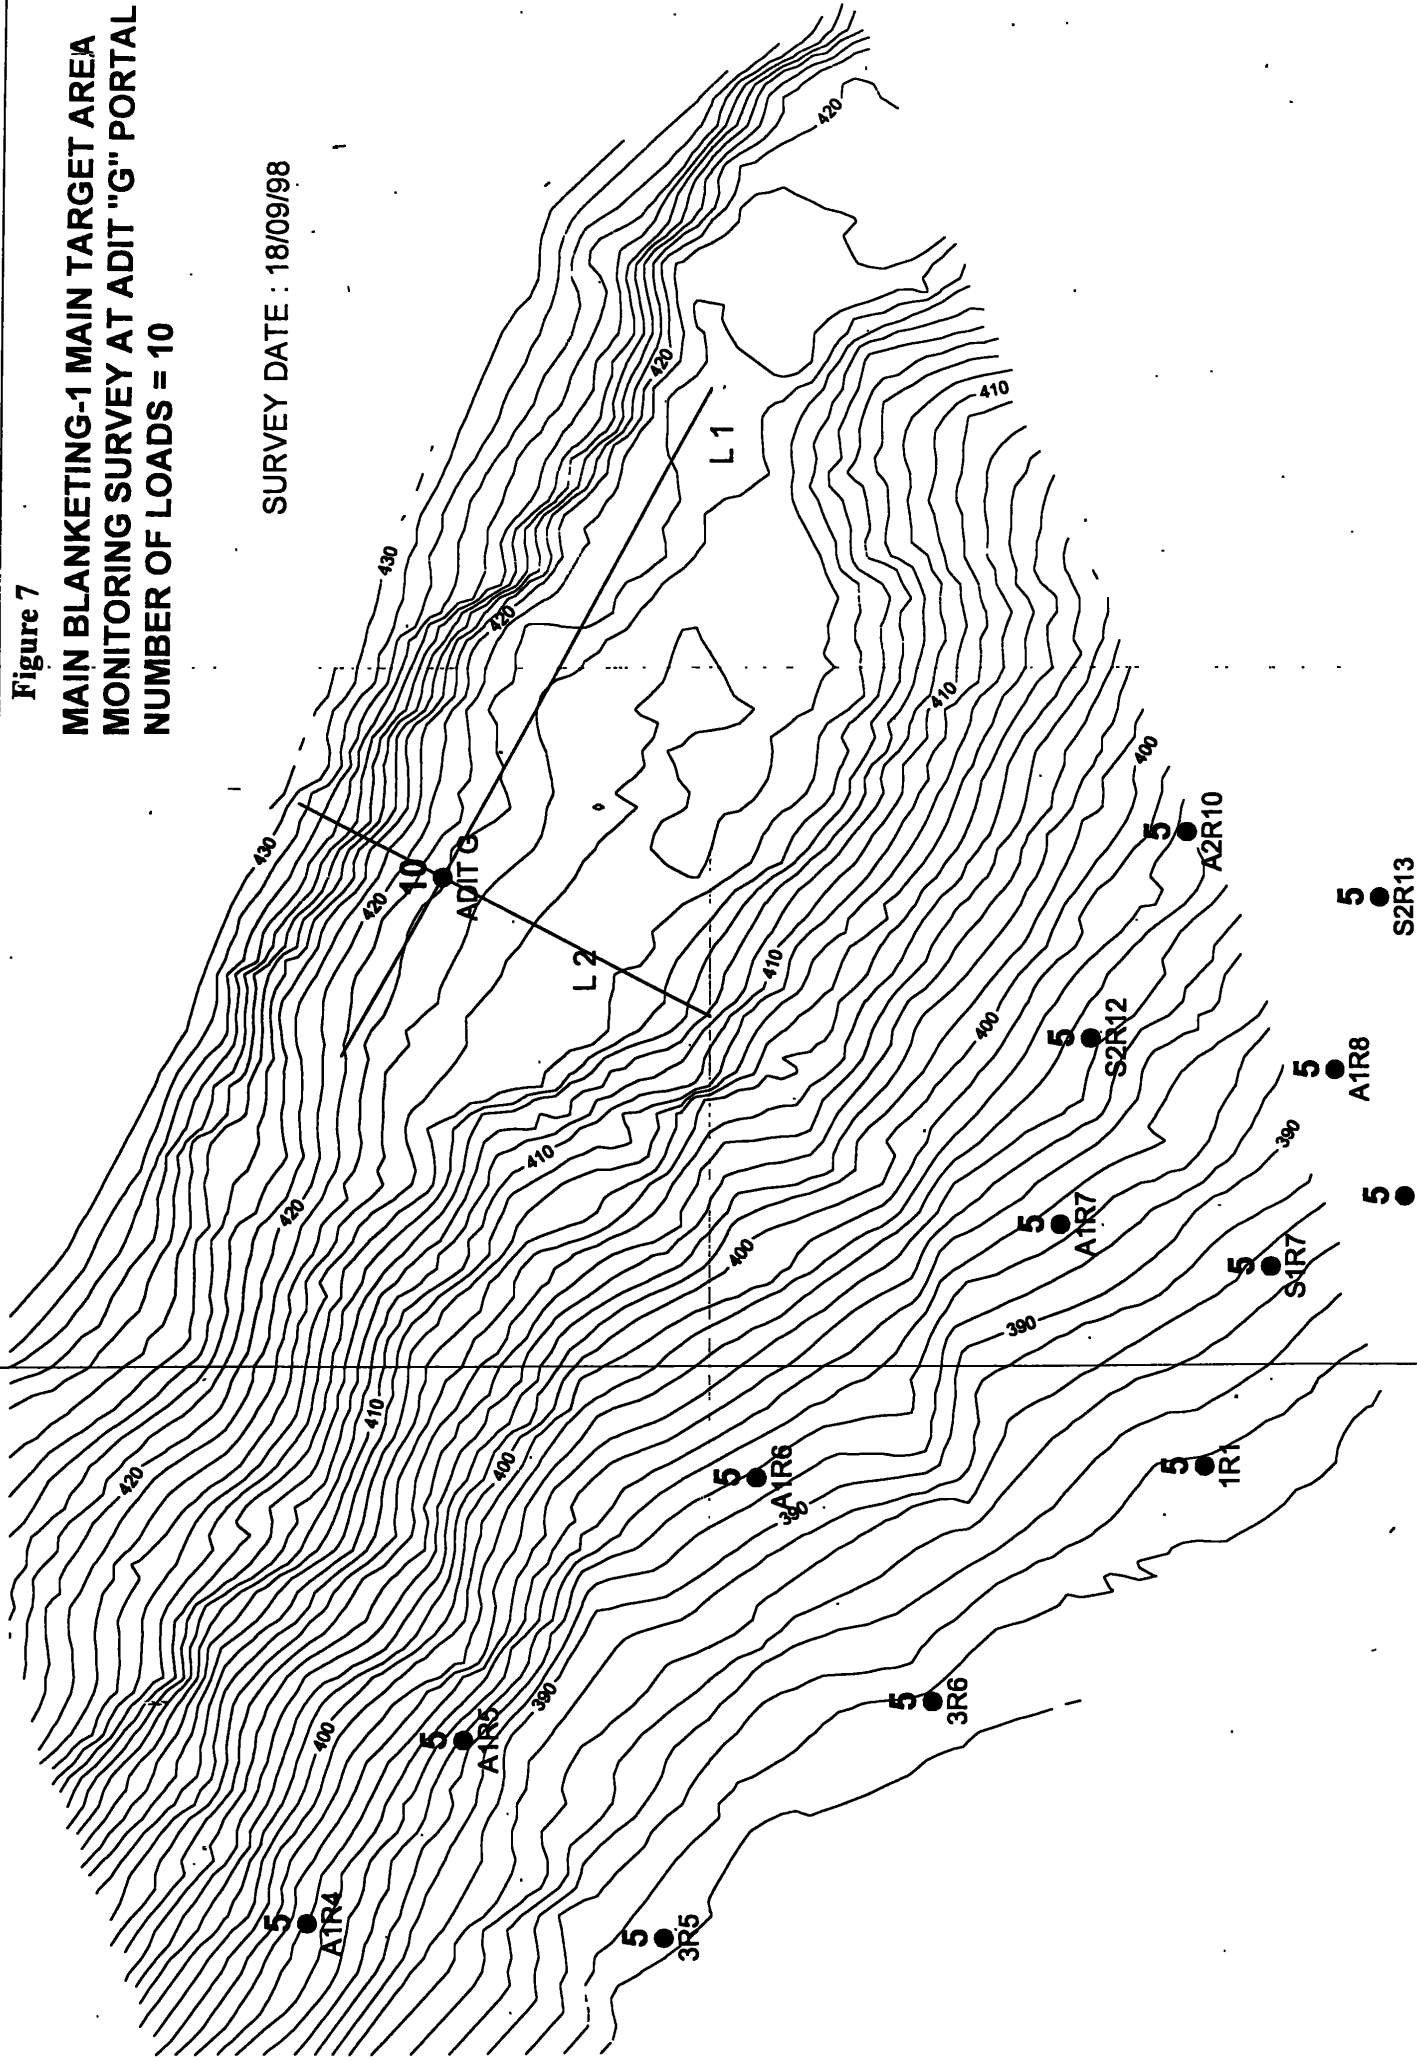 Figure 7
MAIN BLANKETING-1 MAIN TARGET AREA
MONITORING SURVEY AT ADIT "G" PORTAL
NUMBER OF LOADS = 10
SURVEY DATE : 18/09/98
430
430
420
420
420
420
420
420
10
ADIT G
L 1
L 2
410
410
410
410
410
400
400
400
400
400
390
390
390
390
5
A1R4
5
A1R5
5
A1R6
5
A1R7
5
S2R12
5
A2R10
5
S2R13
5
A1R8
5
5
S1R7
5
1R1
5
3R6
5
3R5